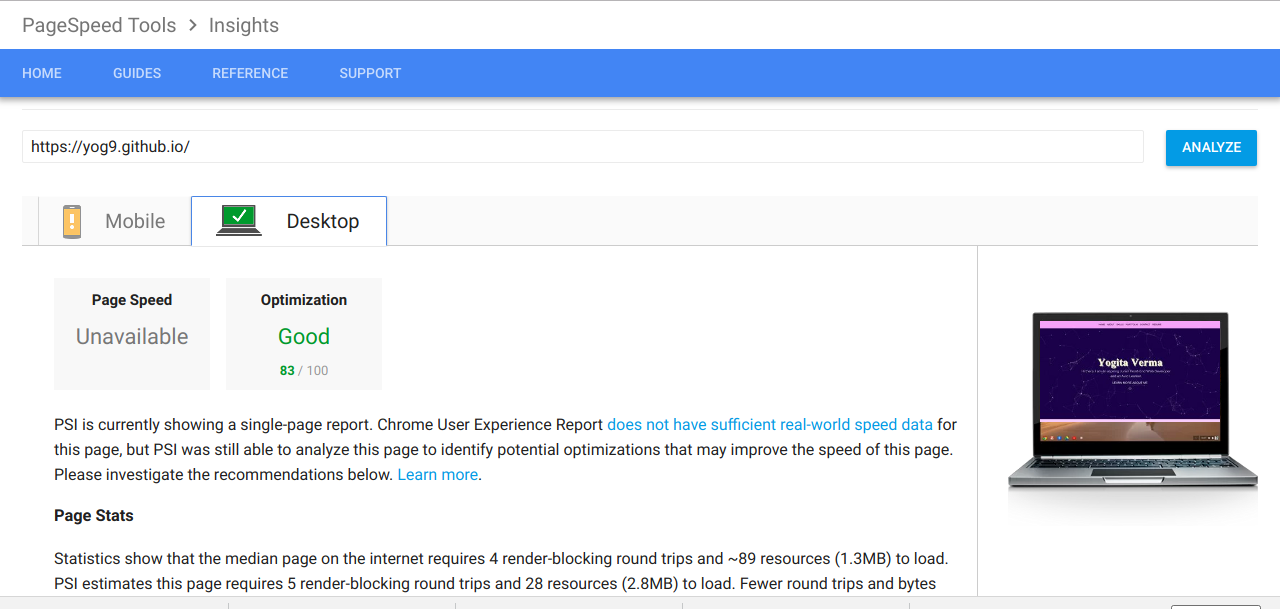 PageSpeed Tools > Insights
HOME GUIDES REFERENCE SUPPORT
https://yog9.github.io/ ANALYZE
Mobile Desktop
Page Speed Optimization
Unavailable Good
83 / 100
PSI is currently showing a single-page report. Chrome User Experience Report does not have sufficient real-world speed data for
this page, but PSI was still able to analyze this page to identify potential optimizations that may improve the speed of this page.
Please investigate the recommendations below. Learn more.
Page Stats
Statistics show that the median page on the internet requires 4 render-blocking round trips and ~89 resources (1.3MB) to load.
PSI estimates this page requires 5 render-blocking round trips and 28 resources (2.8MB) to load. Fewer round trips and bytes
Yogita Verma
LEARN MORE ABOUT ME